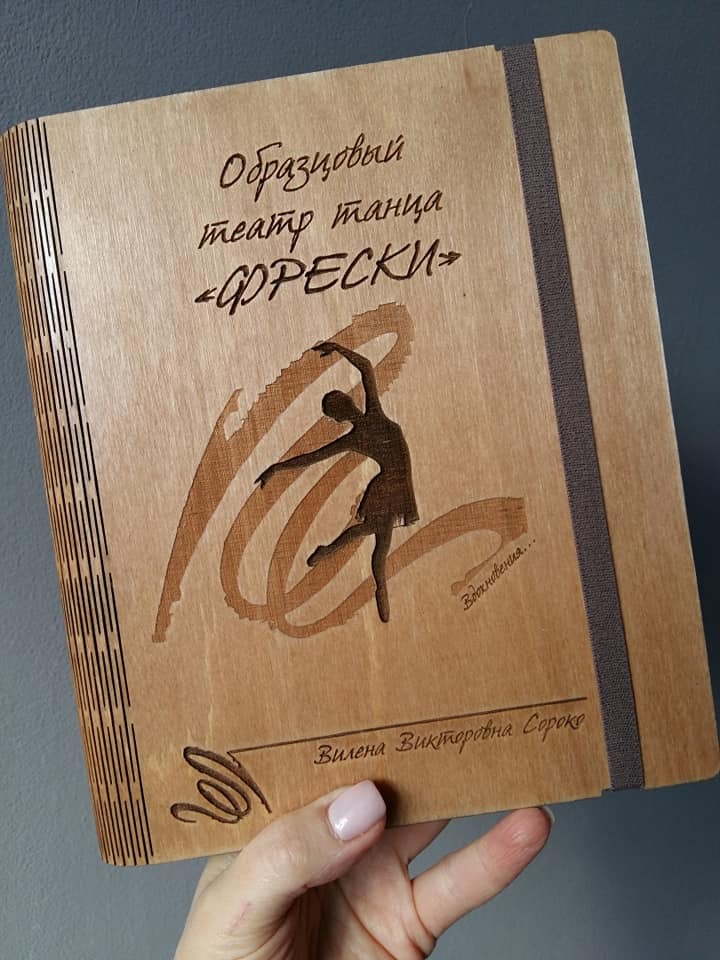 Образцовый
театр танца
«ФРЕСКИ»
Вдохновения...
Вилена Викторовна Сороко